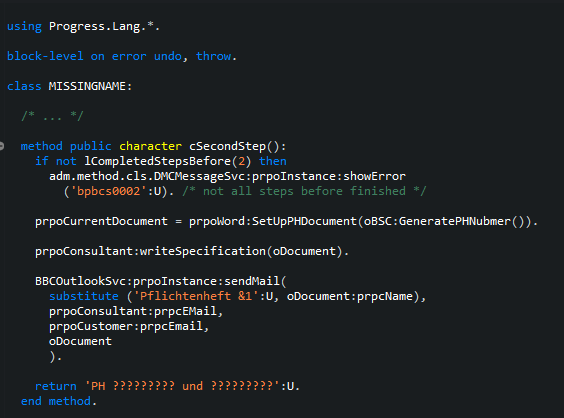 using Progress.Lang.*.
block-level on error undo, throw.
class MISSINGNAME:
/* ... */
method public character cSecondStep():
if not lCompletedStepsBefore(2) then
adm.method.cls.DMCMessageSvc:prpoInstance:showError
('bpbcs0002':U). /* not all steps before finished */
prpoCurrentDocument = prpoWord:SetUpPHDocument(oBSC:GeneratePHNubmer()).
prpoConsultant:writeSpecification(oDocument).
BBCOutlookSvc:prpoInstance:sendMail(
substitute ('Pflichtenheft &1':U, oDocument:prpcName),
prpoConsultant:prpcEMail,
prpoCustomer:prpcEmail,
oDocument
).
return 'PH ????????? und ?????????':U.
end method.